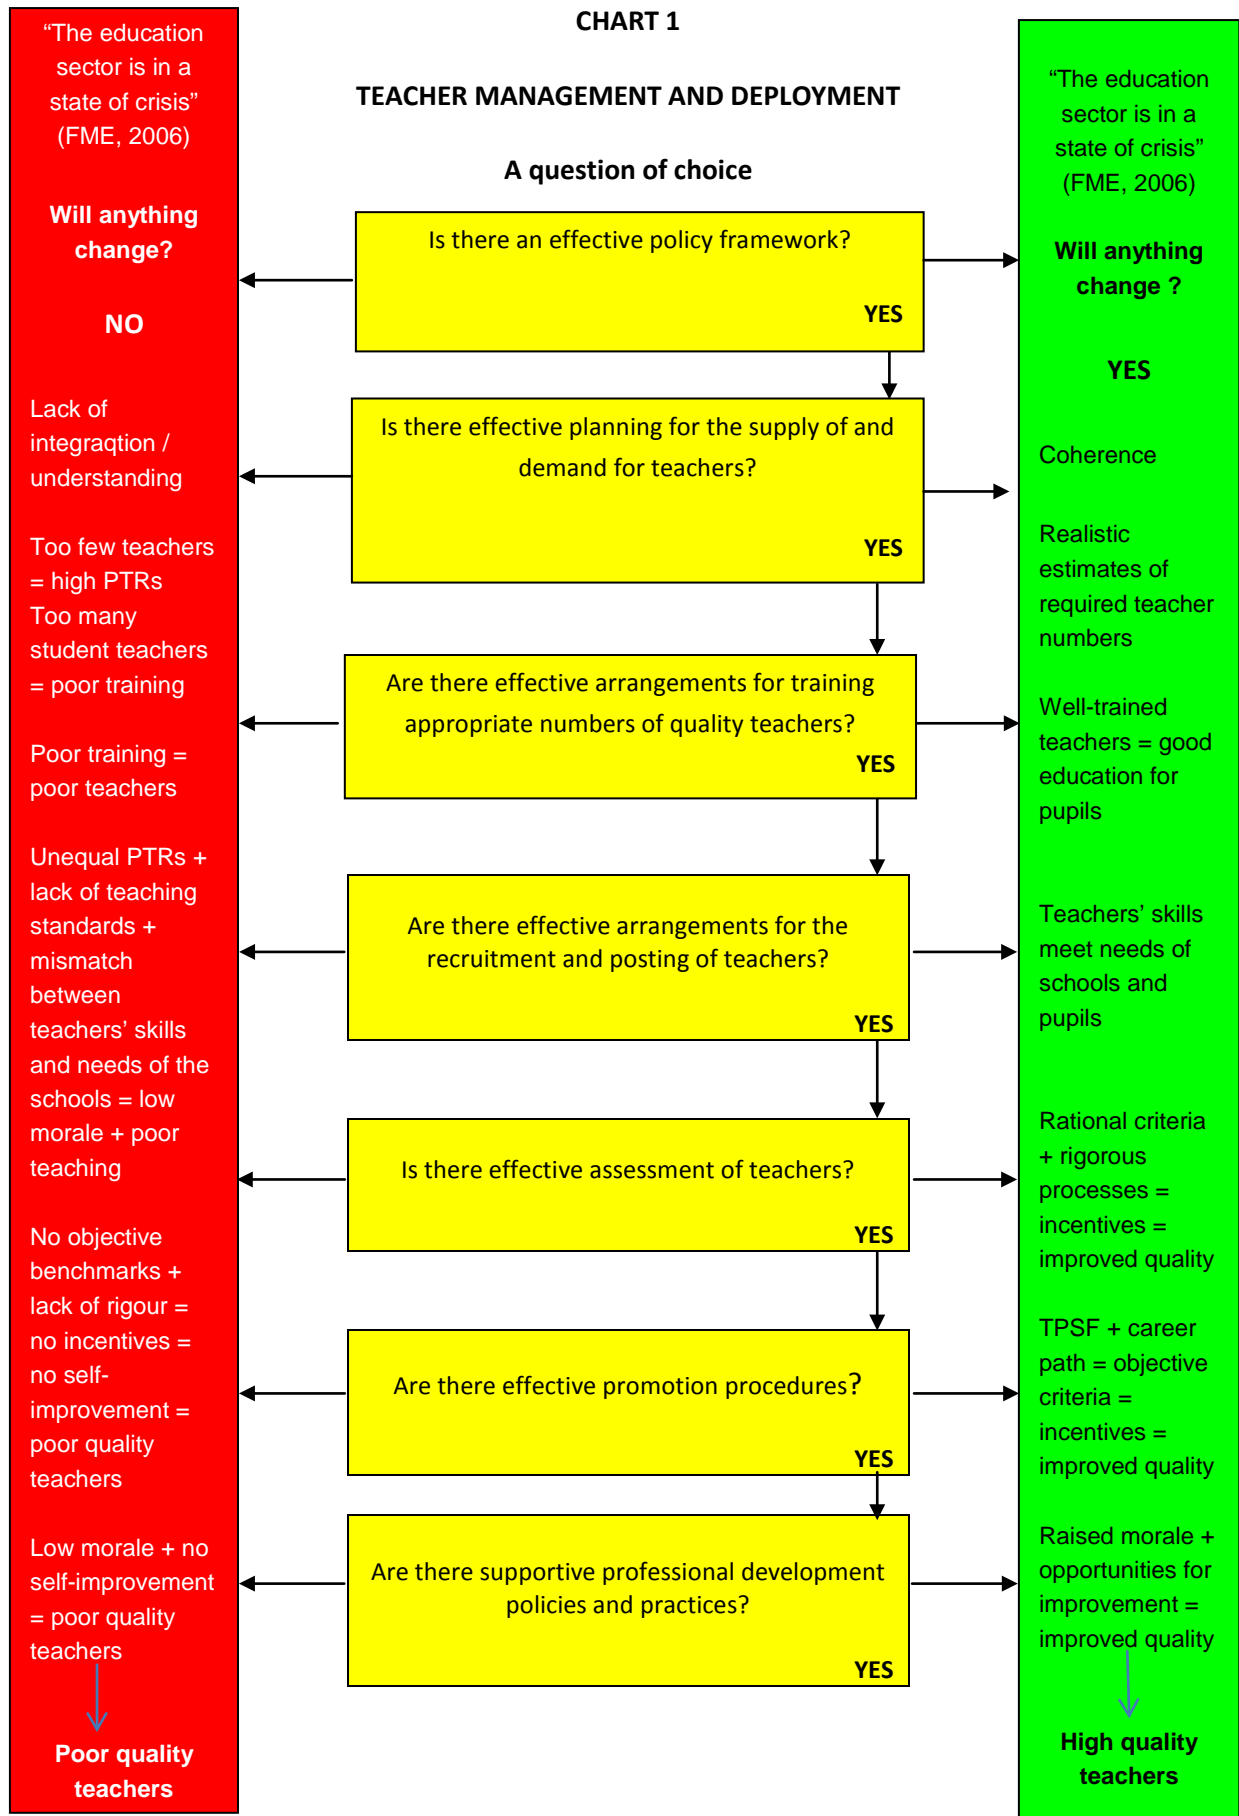 CHART 1
TEACHER MANAGEMENT AND DEPLOYMENT
A question of choice
“The education
sector is in a
state of crisis”
(FME, 2006)
Will anything
change?
NO
Lack of
integraqtion /
understanding
Too few teachers
= high PTRs
Too many
student teachers
= poor training
Poor training =
poor teachers
Unequal PTRs +
lack of teaching
standards +
mismatch
between
teachers’ skills
and needs of the
schools = low
morale + poor
teaching
No objective
benchmarks +
lack of rigour =
no incentives =
no self-
improvement =
poor quality
teachers
Low morale + no
self-improvement
= poor quality
teachers
Poor quality
teachers
Is there an effective policy framework?
YES
Is there effective planning for the supply of and
demand for teachers?
YES
Are there effective arrangements for training
appropriate numbers of quality teachers?
YES
Are there effective arrangements for the
recruitment and posting of teachers?
YES
Is there effective assessment of teachers?
YES
Are there effective promotion procedures?
YES
Are there supportive professional development
policies and practices?
YES
“The education
sector is in a
state of crisis”
(FME, 2006)
Will anything
change ?
YES
Coherence
Realistic
estimates of
required teacher
numbers
Well-trained
teachers = good
education for
pupils
Teachers’ skills
meet needs of
schools and
pupils
Rational criteria
+ rigorous
processes =
incentives =
improved quality
TPSF + career
path = objective
criteria =
incentives =
improved quality
Raised morale +
opportunities for
improvement =
improved quality
High quality
teachers